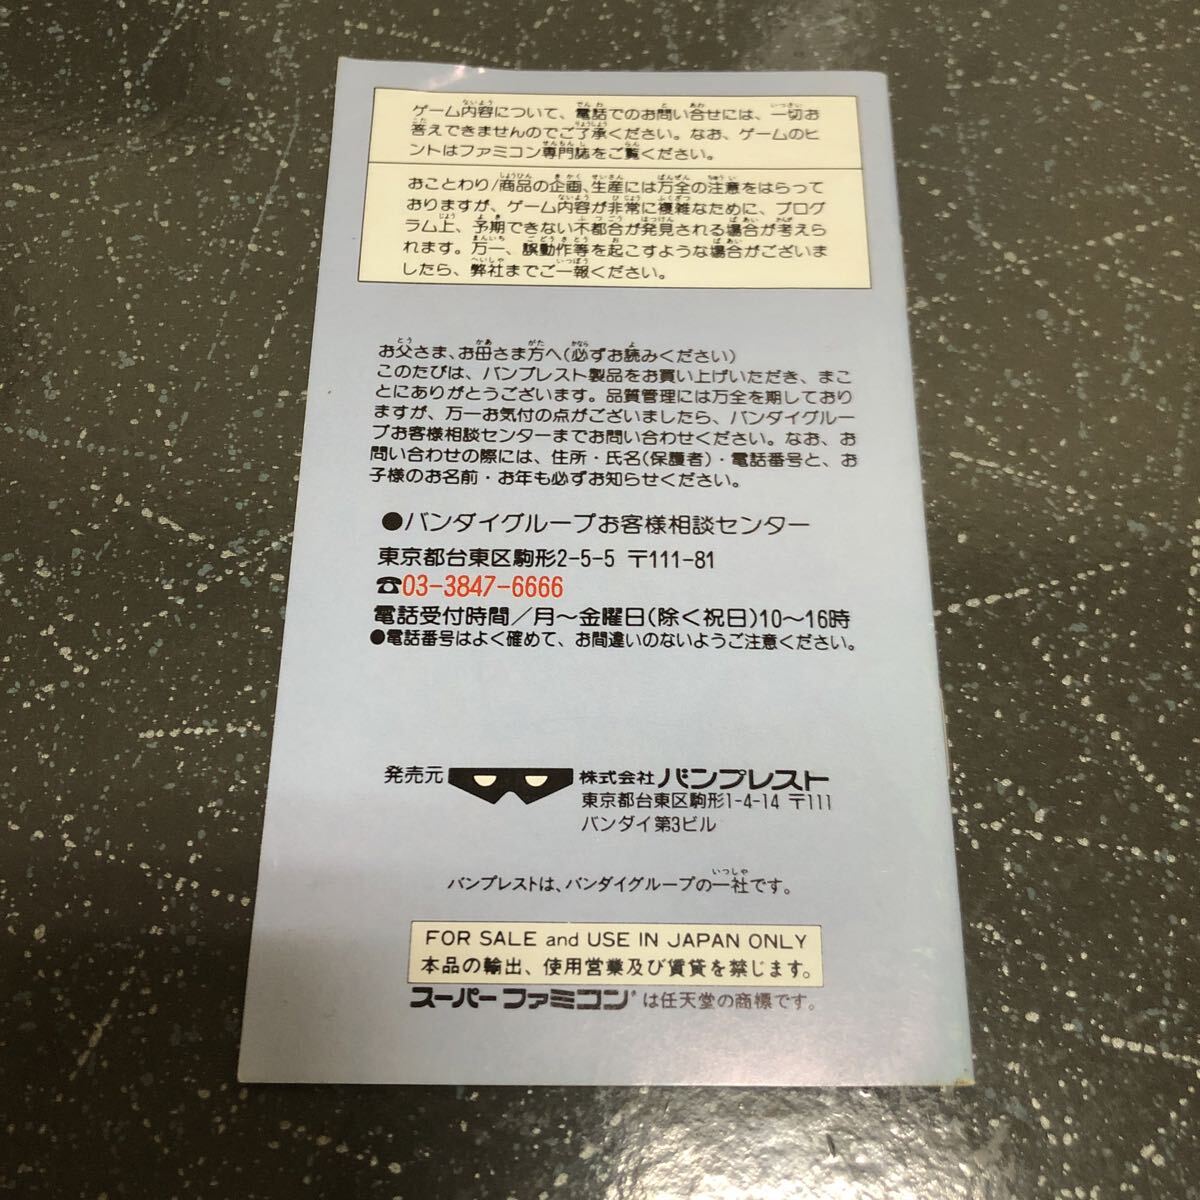 ゲーム内容について、電話でのお問い合せには、一切お
答えできませんのでご了承ください。なお、ゲームのヒ
ントはファミコン専門誌をご覧ください。
おことわり/商品の企画、生産には万全の注意をはらって
おりますが、ゲーム内容が非常に複雑なために、プログ
ラム上、予期できない不都合が発見される場合が考えら
れます。万一、誤動作等を起こすような場合がございま
したら、弊社までご一報ください。
お父さま、お母さま方へ(必ずお読みください)
このたびは、バンプレスト製品をお買い上げいただき、まこ
とにありがとうございます。品質管理には万全を期しており
ますが、万一お気付の点がございましたら、バンダイグルー
プお客様相談センターまでお問い合わせください。なお、お
問い合わせの際には、住所・氏名(保護者)・電話番号と、お
子様のお名前・お年も必ずお知らせください。
●バンダイグループお客様相談センター
東京都台東区駒形2-5-5 〒111-81
☎03-3847-6666
電話受付時間／月～金曜日(除く祝日)10～16時
●電話番号はよく確めて、お間違いのないようご注意ください。
発売元 株式会社 バンプレスト
東京都台東区駒形1-4-14 〒111
バンダイ第3ビル
バンプレストは、バンダイグループの一社です。
FOR SALE and USE IN JAPAN ONLY
本品の輸出、使用営業及び賃貸を禁じます。
スーパーファミコン®は任天堂の商標です。